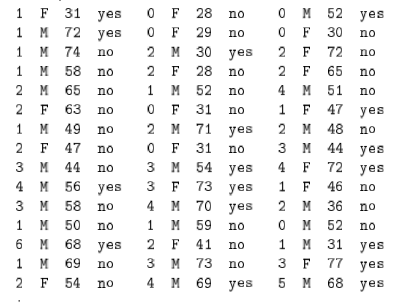 1 F 31 yes 0 F 28 no 0 M 52 yes
1 M 72 yes 0 F 29 no 0 F 30 no
1 M 74 no 2 M 30 yes 2 F 72 no
1 M 58 no 2 F 28 no 2 F 65 no
2 M 65 no 1 M 52 no 4 M 51 no
2 F 63 no 0 F 31 no 1 F 47 yes
1 M 49 no 2 M 71 yes 2 M 48 no
2 F 47 no 0 F 31 no 3 M 44 yes
3 M 44 no 3 M 54 yes 4 F 72 yes
4 M 56 yes 3 F 73 yes 1 F 46 no
3 M 58 no 4 M 70 yes 2 M 36 no
1 M 50 no 1 M 59 no 0 M 52 no
6 M 68 yes 2 F 41 no 1 M 31 yes
1 M 69 no 3 M 73 no 3 F 77 yes
2 F 54 no 4 M 69 yes 5 M 68 yes